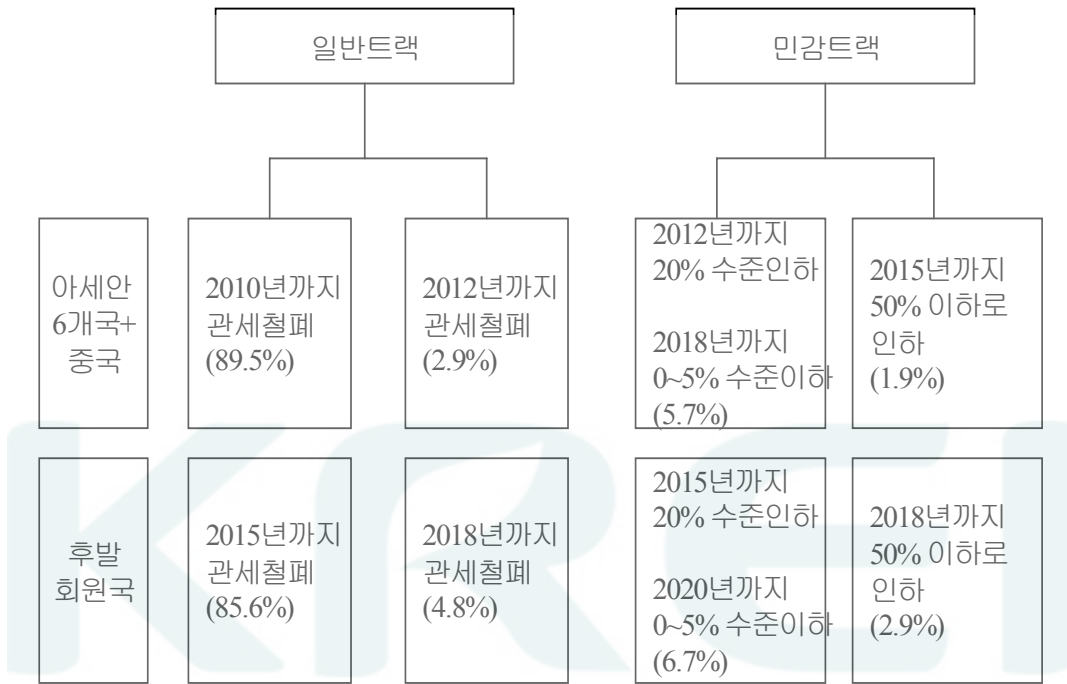 일반트랙
민감트랙
아세안
6개국+
중국
2010년까지
관세철폐
(89.5%)
2012년까지
관세철폐
(2.9%)
2012년까지
20% 수준인하
2018년까지
0~5% 수준이하
(5.7%)
2015년까지
50% 이하로
인하
(1.9%)
후발
회원국
2015년까지
관세철폐
(85.6%)
2018년까지
관세철폐
(4.8%)
2015년까지
20% 수준인하
2020년까지
0~5% 수준이하
(6.7%)
2018년까지
50% 이하로
인하
(2.9%)
KREI